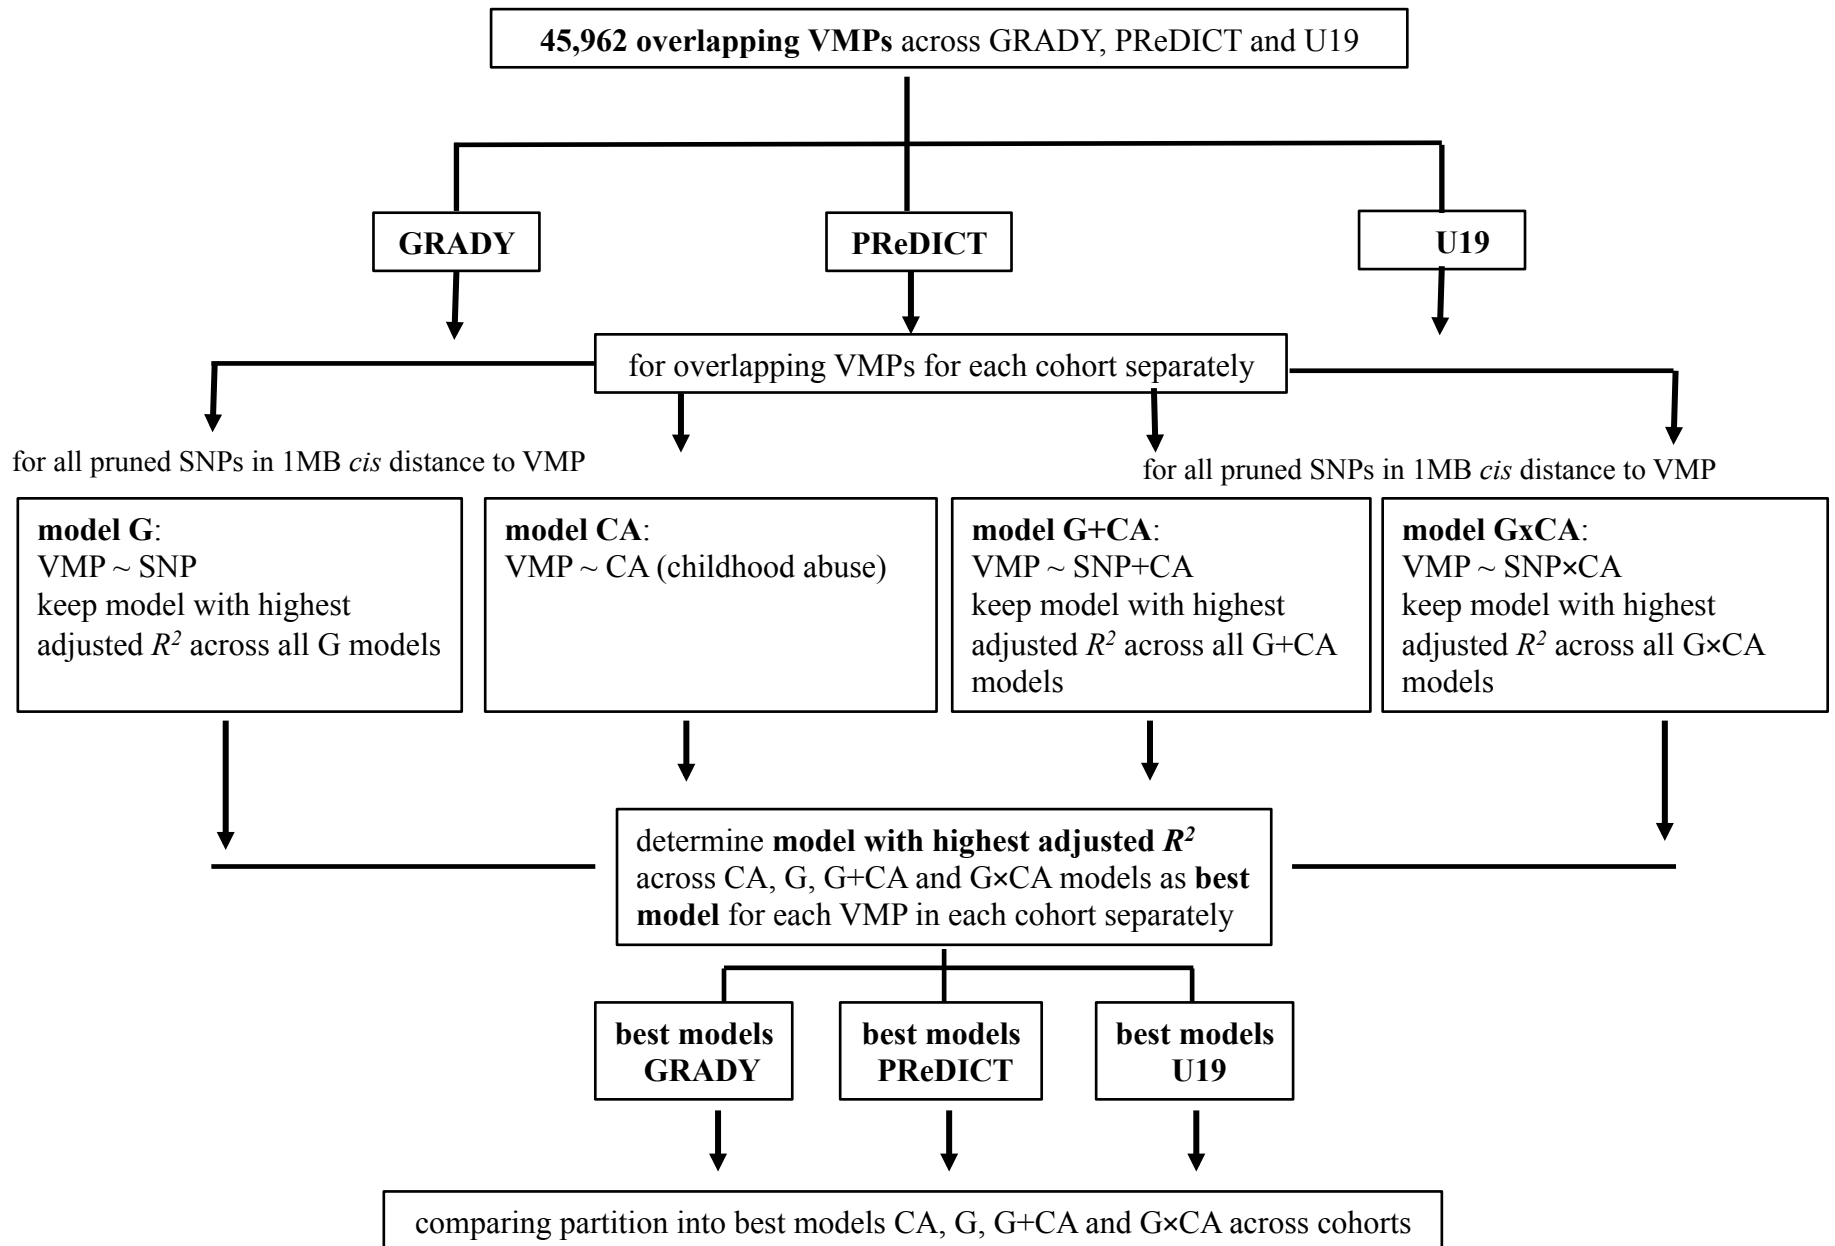 45,962 overlapping VMPs across GRADY, PReDICT and U19
GRADY
PReDICT
U19
for overlapping VMPs for each cohort separately
for all pruned SNPs in 1MB cis distance to VMP
for all pruned SNPs in 1MB cis distance to VMP
model G:
VMP ~ SNP
keep model with highest
adjusted R² across all G models
model CA:
VMP ~ CA (childhood abuse)
model G+CA:
VMP ~ SNP+CA
keep model with highest
adjusted R² across all G+CA
models
model GxCA:
VMP ~ SNP×CA
keep model with highest
adjusted R² across all G×CA
models
determine model with highest adjusted R²
across CA, G, G+CA and G×CA models as best
model for each VMP in each cohort separately
best models
GRADY
best models
PReDICT
best models
U19
comparing partition into best models CA, G, G+CA and G×CA across cohorts